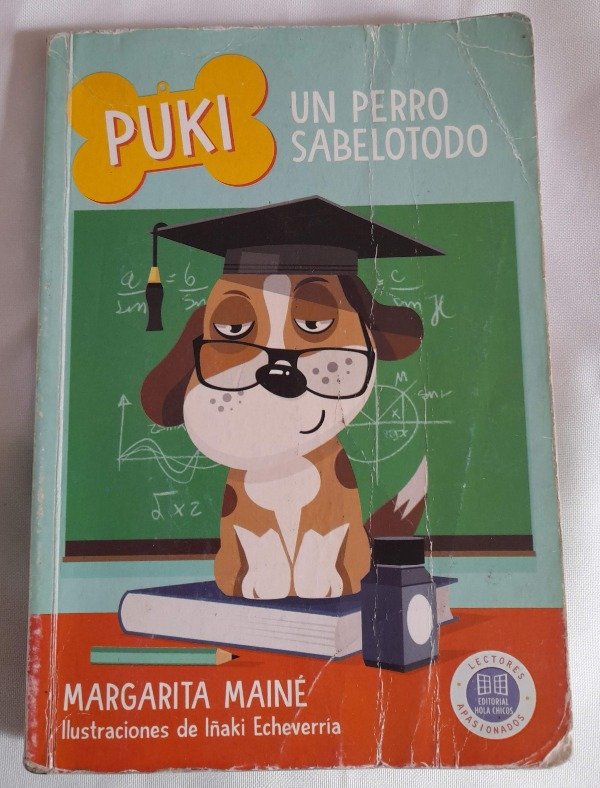 PUKI
UN PERRO
SABELOTODO
MARGARITA MAINÉ
Ilustraciones de Iñaki Echeverría
LECTORES
EDITORIAL
HOLA CHICOS
APASIONADOS